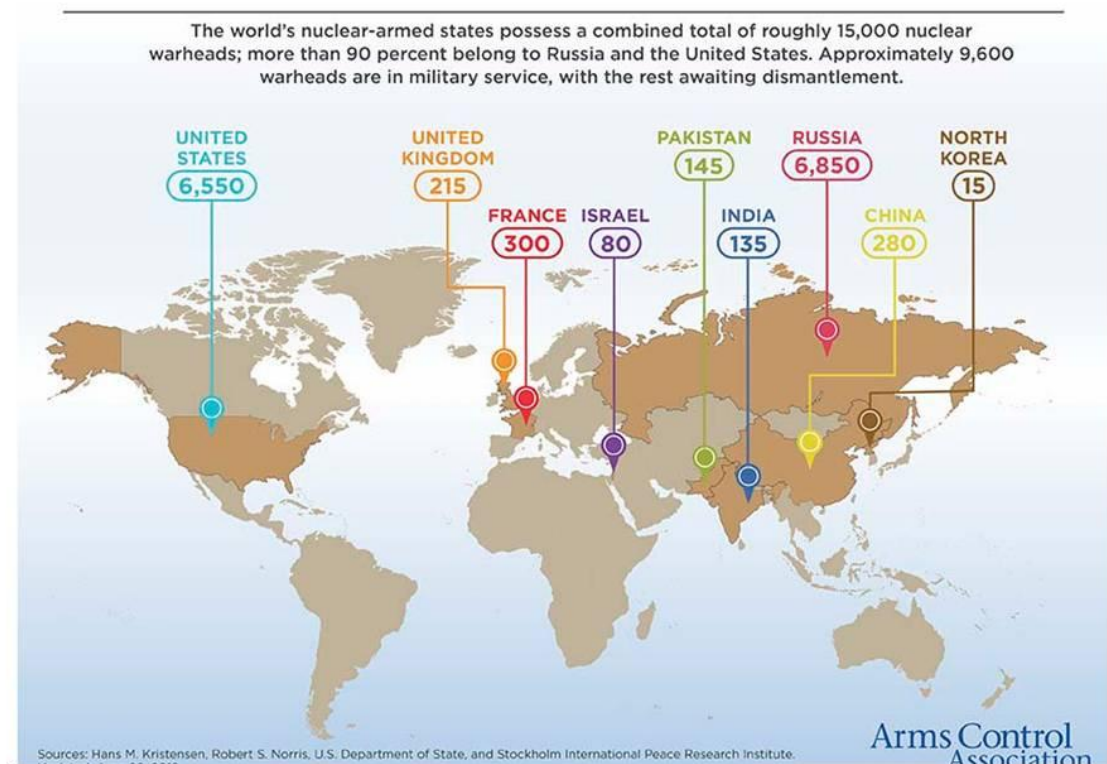 The world's nuclear-armed states possess a combined total of roughly 15,000 nuclear
warheads; more than 90 percent belong to Russia and the United States. Approximately 9,600
warheads are in military service, with the rest awaiting dismantlement.
UNITED
STATES
6,550
UNITED
KINGDOM
215
FRANCE
300
ISRAEL
80
PAKISTAN
145
INDIA
135
RUSSIA
6,850
CHINA
280
NORTH
KOREA
15
Sources: Hans M. Kristensen, Robert S. Norris, U.S. Department of State, and Stockholm International Peace Research Institute.
Arms Control
Association